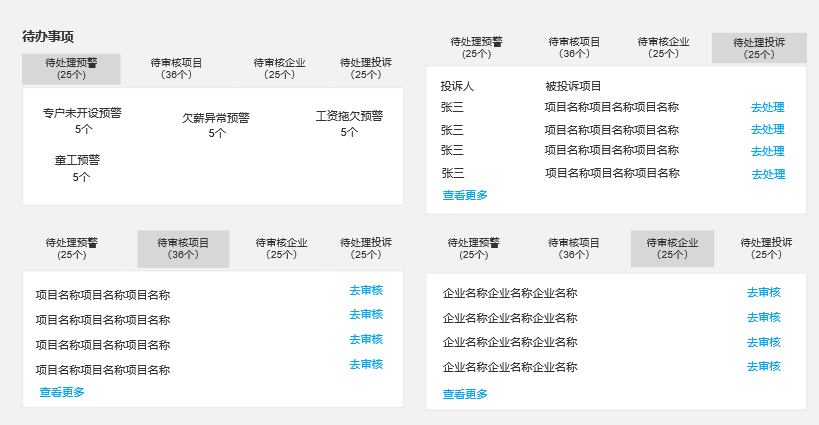 待办事项
待处理预警
(25个)
待审核项目
(36个)
待审核企业
(25个)
待处理投诉
(25个)
专户未开设预警
5个
欠薪异常预警
5个
工资拖欠预警
5个
童工预警
5个
待处理预警
(25个)
待审核项目
(36个)
待审核企业
(25个)
待处理投诉
(25个)
投诉人 被投诉项目
张三 项目名称项目名称项目名称 去处理
张三 项目名称项目名称项目名称 去处理
张三 项目名称项目名称项目名称 去处理
张三 项目名称项目名称项目名称 去处理
查看更多
待处理预警
(25个)
待审核项目
(36个)
待审核企业
(25个)
待处理投诉
(25个)
项目名称项目名称项目名称 去审核
项目名称项目名称项目名称 去审核
项目名称项目名称项目名称 去审核
项目名称项目名称项目名称 去审核
查看更多
待处理预警
(25个)
待审核项目
(36个)
待审核企业
(25个)
待处理投诉
(25个)
企业名称企业名称企业名称 去审核
企业名称企业名称企业名称 去审核
企业名称企业名称企业名称 去审核
企业名称企业名称企业名称 去审核
查看更多